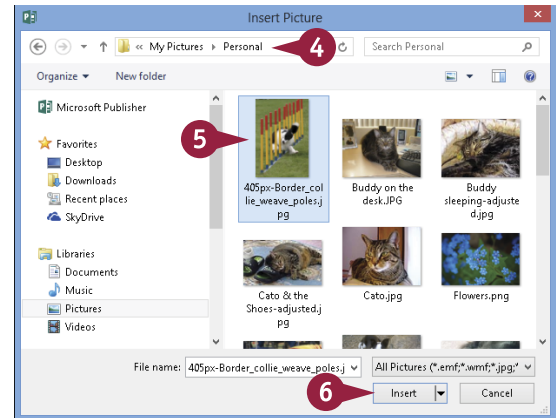 Insert Picture
« My Pictures Personal
4
Search Personal
Organize
New folder
Microsoft Publisher
Favorites
Desktop
Downloads
Recent places
SkyDrive
Libraries
Documents
Music
Pictures
Videos
5
405px-Border_col
lie_weave_poles.j
pg
Buddy on the
desk.JPG
Buddy
sleeping-adjuste
d.jpg
Cato & the
Shoes-adjusted.j
pg
Cato.jpg
Flowers.png
File name:
405px-Border_collie_weave_poles.j
All Pictures (*.emf;*.wmf;*.jpg;*
6
Insert
Cancel